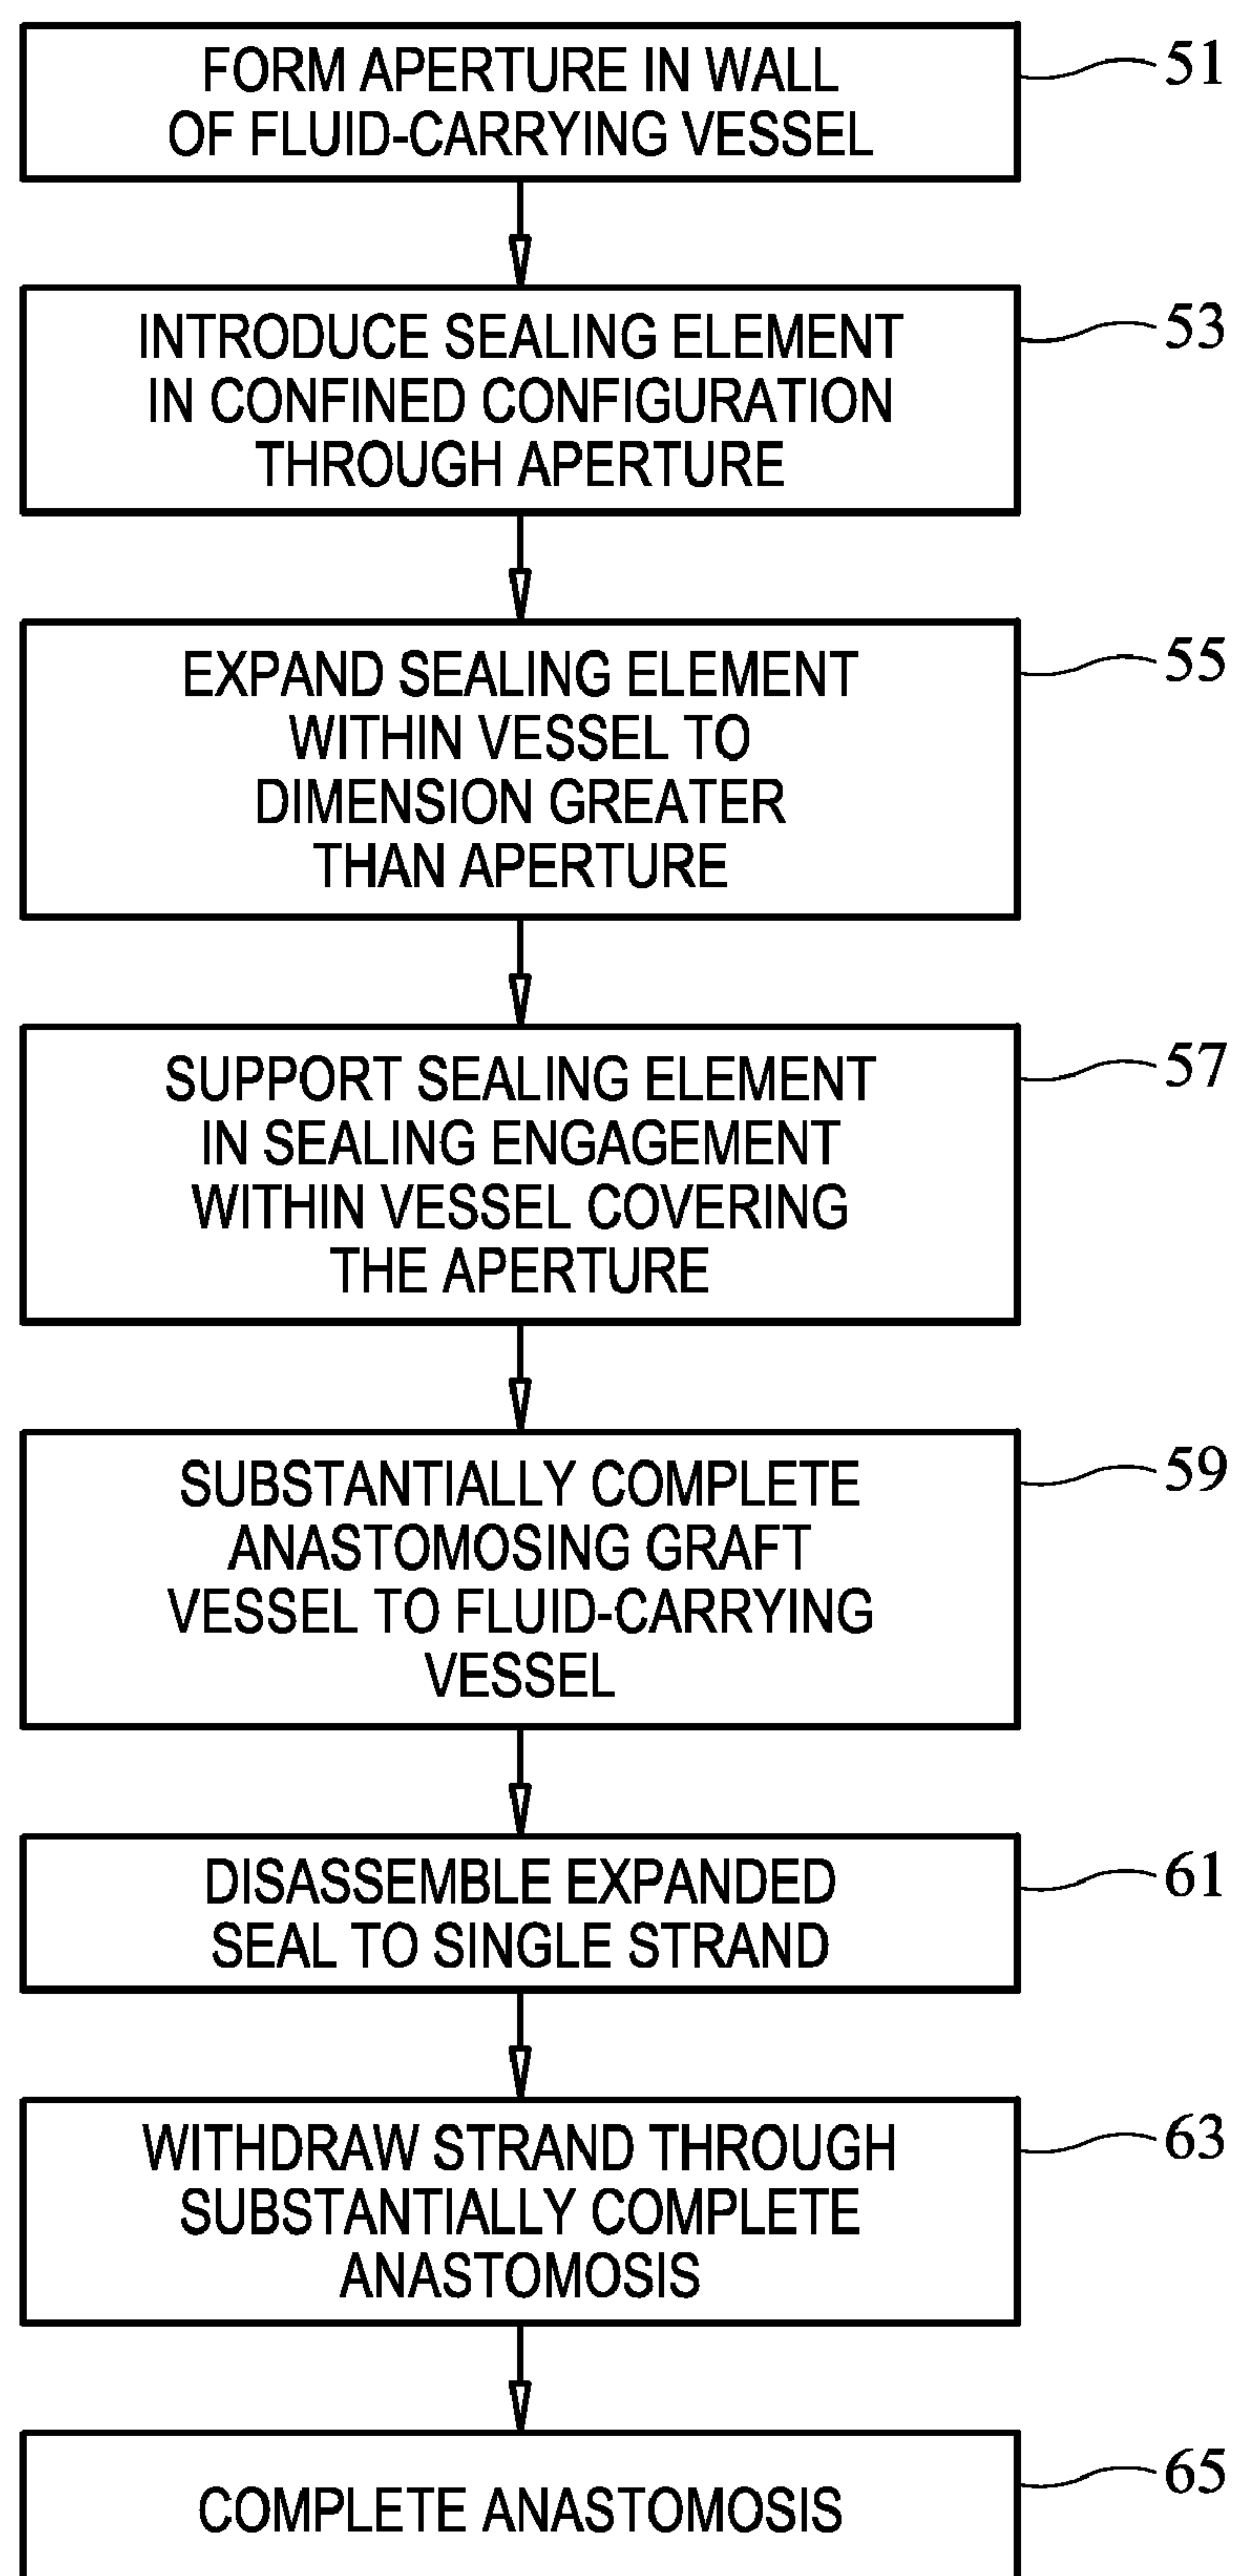 FORM APERTURE IN WALL
OF FLUID-CARRYING VESSEL
51
INTRODUCE SEALING ELEMENT
IN CONFINED CONFIGURATION
THROUGH APERTURE
53
EXPAND SEALING ELEMENT
WITHIN VESSEL TO
DIMENSION GREATER
THAN APERTURE
55
SUPPORT SEALING ELEMENT
IN SEALING ENGAGEMENT
WITHIN VESSEL COVERING
THE APERTURE
57
SUBSTANTIALLY COMPLETE
ANASTOMOSING GRAFT
VESSEL TO FLUID-CARRYING
VESSEL
59
DISASSEMBLE EXPANDED
SEAL TO SINGLE STRAND
61
WITHDRAW STRAND THROUGH
SUBSTANTIALLY COMPLETE
ANASTOMOSIS
63
COMPLETE ANASTOMOSIS
65